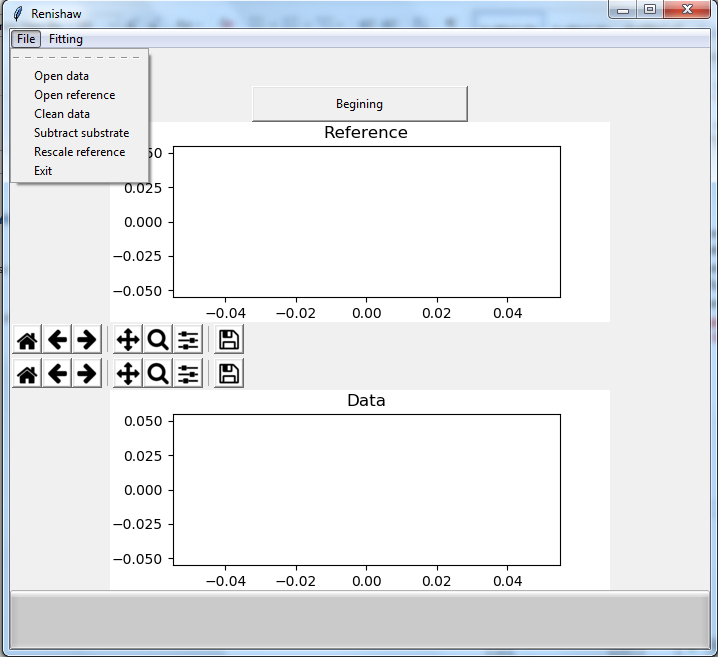 Renishaw
File Fitting
Open data
Open reference
Clean data
Subtract substrate
Rescale reference
Exit
Begining
Reference
50
0.025
0.000
−0.025
−0.050
−0.04 −0.02 0.00 0.02 0.04
Data
0.050
0.025
0.000
−0.025
−0.050
−0.04 −0.02 0.00 0.02 0.04